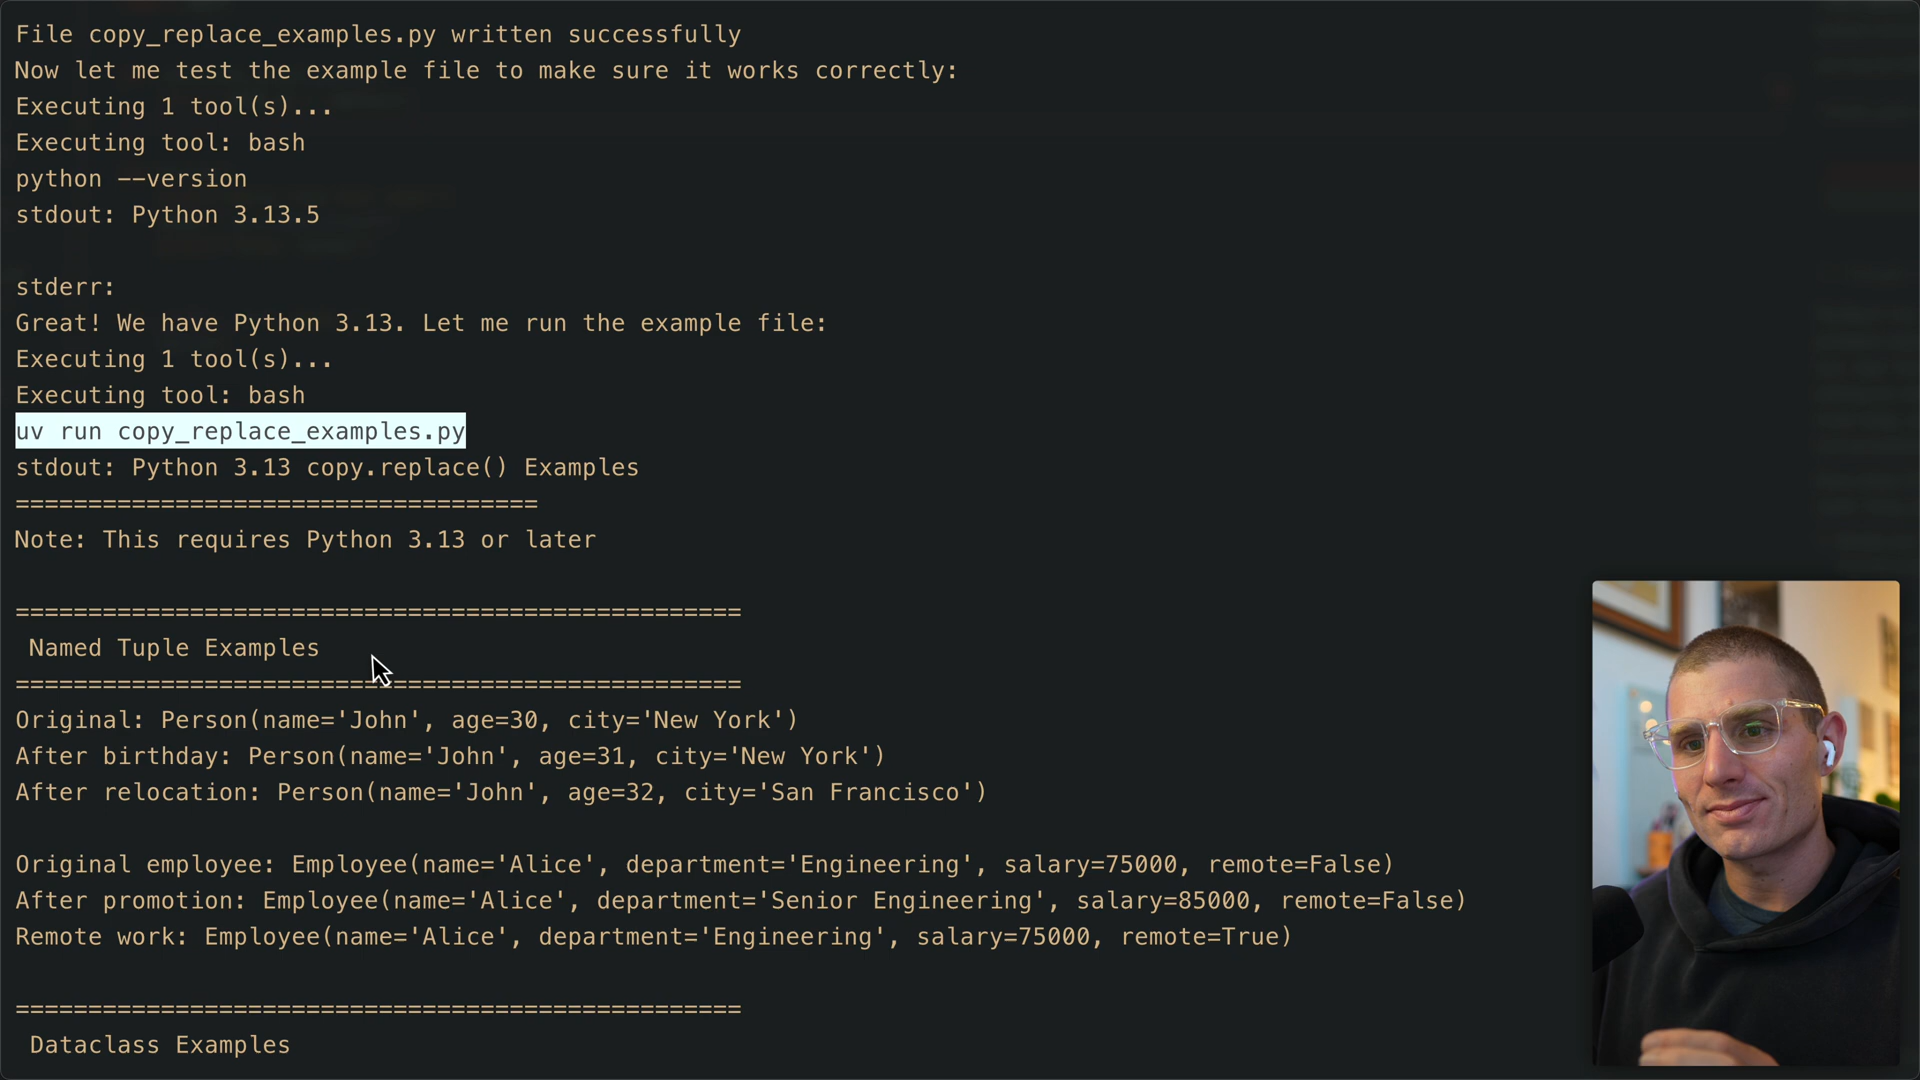 File copy_replace_examples.py written successfully
Now let me test the example file to make sure it works correctly:
Executing 1 tool(s)...
Executing tool: bash
python --version
stdout: Python 3.13.5
stderr:
Great! We have Python 3.13. Let me run the example file:
Executing 1 tool(s)...
Executing tool: bash
uv run copy_replace_examples.py
stdout: Python 3.13 copy.replace() Examples
====================================
Note: This requires Python 3.13 or later
==================================================
Named Tuple Examples
==================================================
Original: Person(name='John', age=30, city='New York')
After birthday: Person(name='John', age=31, city='New York')
After relocation: Person(name='John', age=32, city='San Francisco')
Original employee: Employee(name='Alice', department='Engineering', salary=75000, remote=False)
After promotion: Employee(name='Alice', department='Senior Engineering', salary=85000, remote=False)
Remote work: Employee(name='Alice', department='Engineering', salary=75000, remote=True)
==================================================
Dataclass Examples